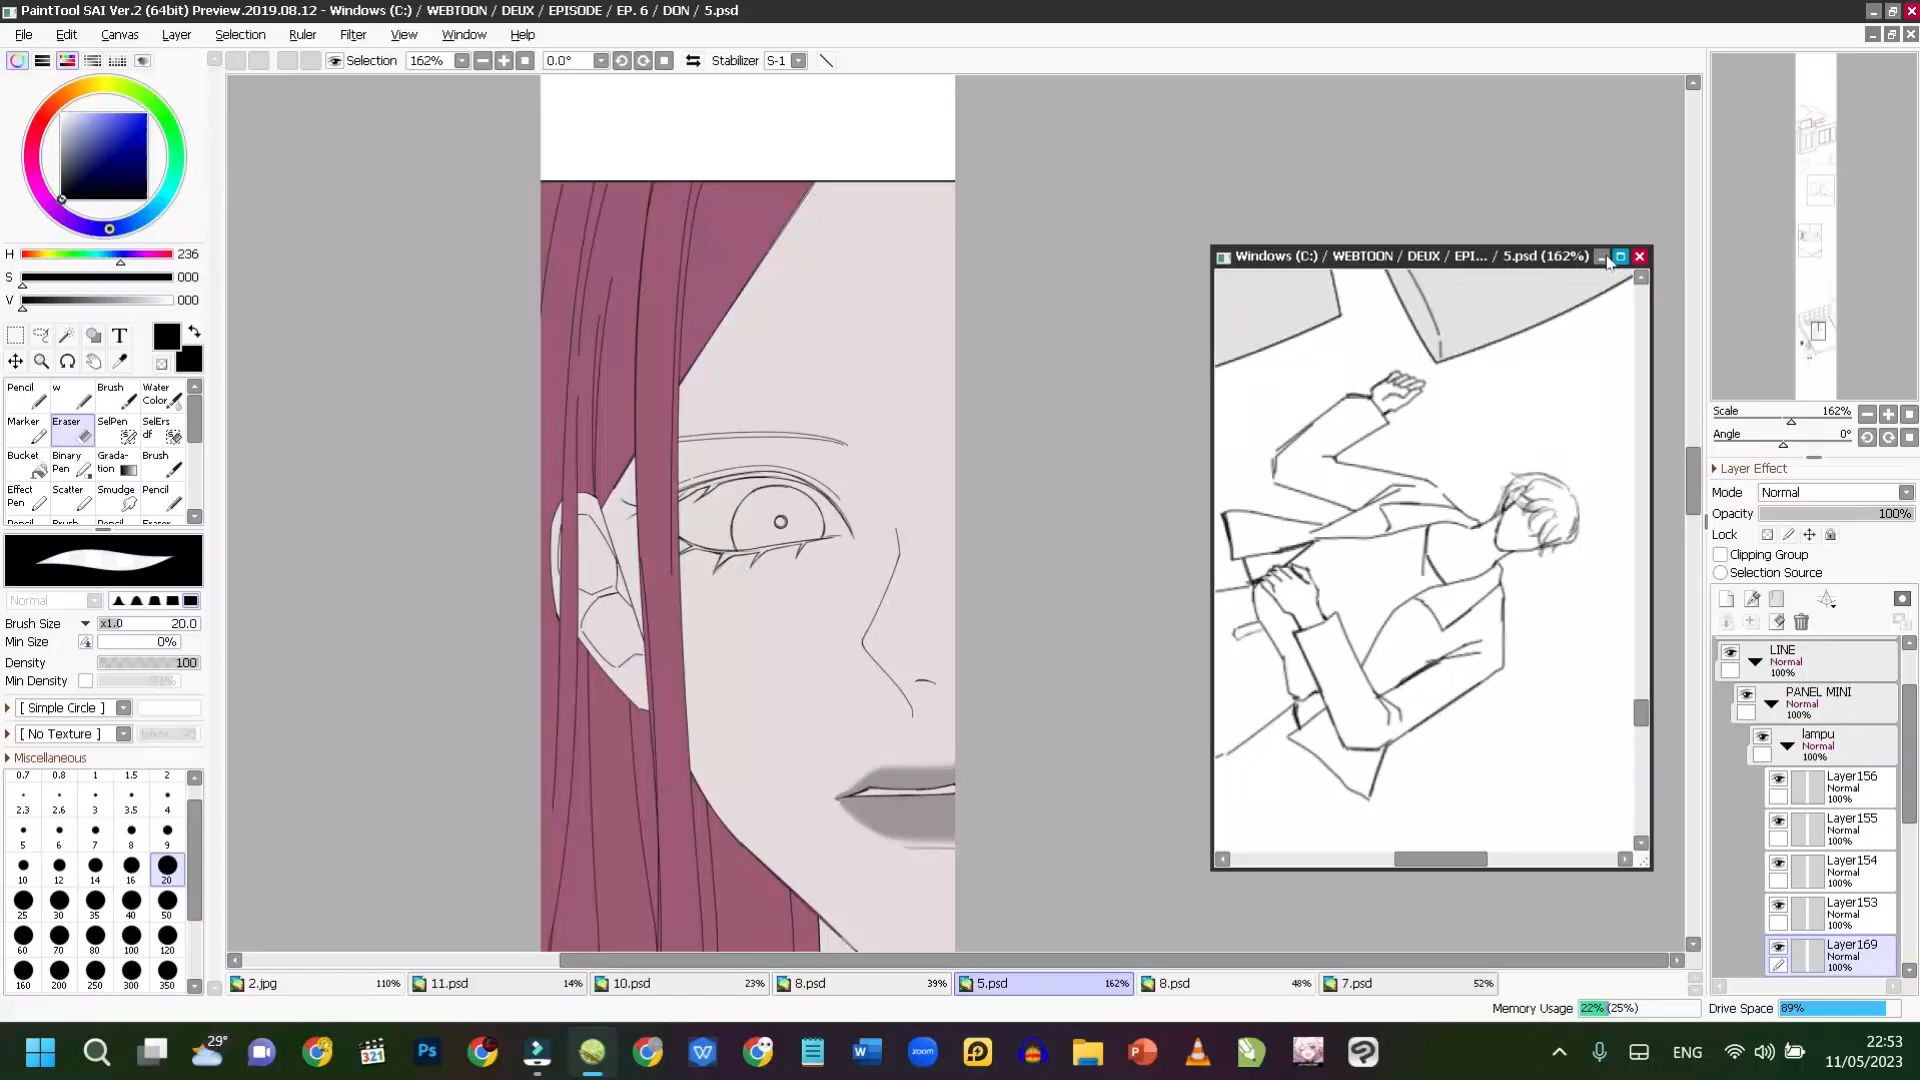 PaintTool SAI Ver.2 (64bit) Preview.2019.08.12 - Windows (C:) / WEBTOON / DEUX / EPISODE / EP. 6 / DON / 5.psd
File Edit Canvas Layer Selection Ruler Filter View Window Help
Selection 162% 0.0° Stabilizer S-1
H 236
S 000
V 000
T
Pencil w Brush Water Color
Marker Eraser SelPen SelErs df
Bucket Binary Pen Grada-tion Brush
Effect Pen Scatter Smudge Pencil
Normal
Brush Size x1.0 20.0
Min Size 0%
Density 100
Min Density
[ Simple Circle ]
[ No Texture ]
Miscellaneous
0.7 0.8 1 1.5 2
2.3 2.6 3 3.5 4
5 6 7 8 9
10 12 14 16 20
25 30 35 40 50
60 70 80 100 120
160 200 250 300 350
Windows (C:) / WEBTOON / DEUX / EPI... / 5.psd (162%)
Scale 162%
Angle 0°
Layer Effect
Mode Normal
Opacity 100%
Lock
Clipping Group
Selection Source
LINE
Normal
100%
PANEL MINI
Normal
100%
lampu
Normal
100%
Layer156
Normal
100%
Layer155
Normal
100%
Layer154
Normal
100%
Layer153
Normal
100%
Layer169
Normal
100%
2.jpg 110% 11.psd 14% 10.psd 23% 8.psd 39% 5.psd 162% 8.psd 48% 7.psd 52%
Memory Usage 22% (25%) Drive Space 89%
29° 321 Ps W zoom P ENG 22:53
11/05/2023